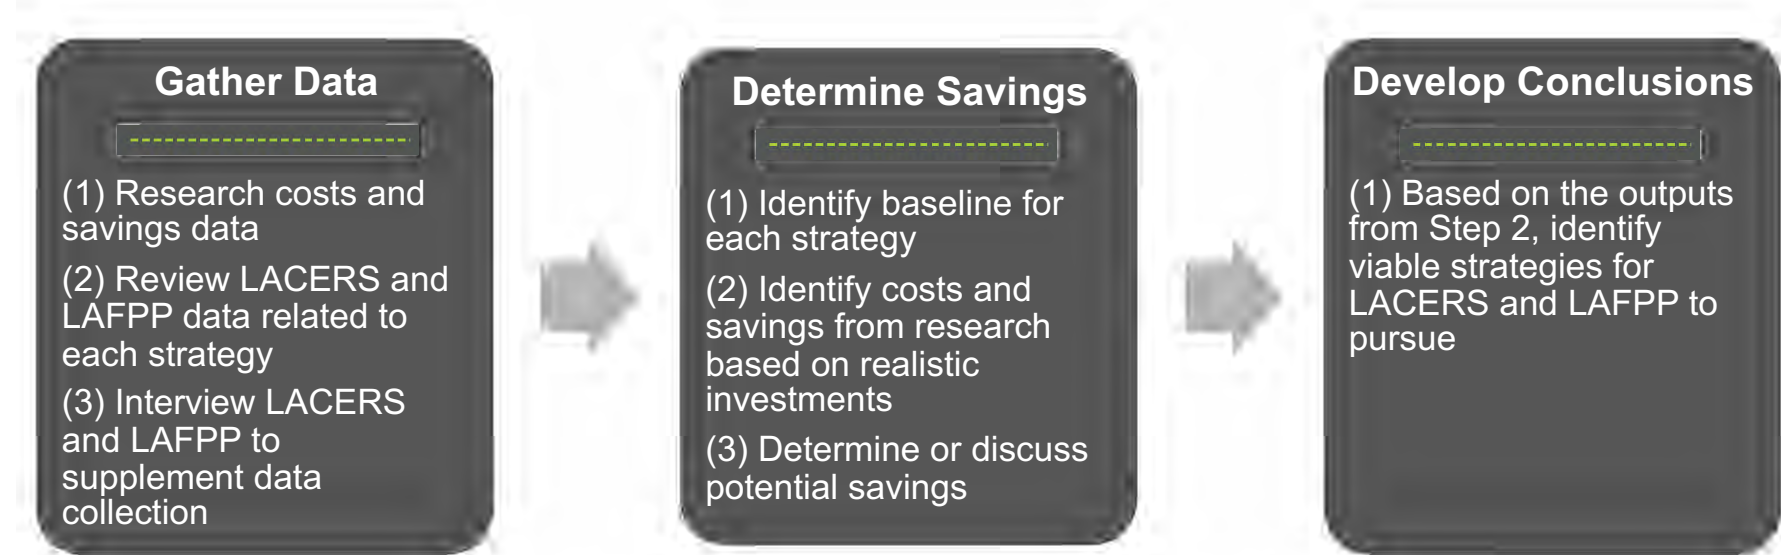 Gather Data
(1) Research costs and
savings data
(2) Review LACERS and
LAFPP data related to
each strategy
(3) Interview LACERS
and LAFPP to
supplement data
collection
Determine Savings
(1) Identify baseline for
each strategy
(2) Identify costs and
savings from research
based on realistic
investments
(3) Determine or discuss
potential savings
Develop Conclusions
(1) Based on the outputs
from Step 2, identify
viable strategies for
LACERS and LAFPP to
pursue